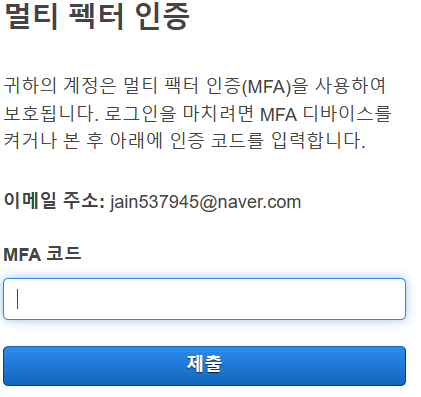 멀티 펙터 인증
귀하의 계정은 멀티 팩터 인증(MFA)을 사용하여
보호됩니다. 로그인을 마치려면 MFA 디바이스를
켜거나 본 후 아래에 인증 코드를 입력합니다.
이메일 주소: jain537945@naver.com
MFA 코드
제출